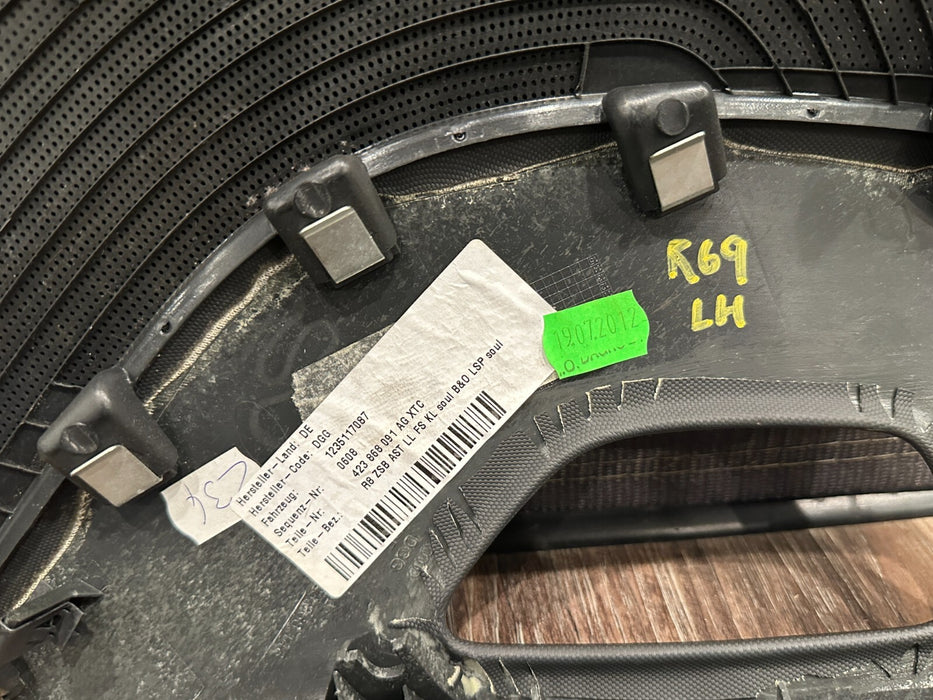 R69
LH
19.07.2012
Hersteller-Land: DE
Hersteller-Code: DGG
Fahrzeug: 1235117087
Sequenz-Nr: 0608
Teile-Nr: 423 868 091 AG XTC
Teile-Bez.: R8 ZSB AST LL FS KL soul B&O LSP soul